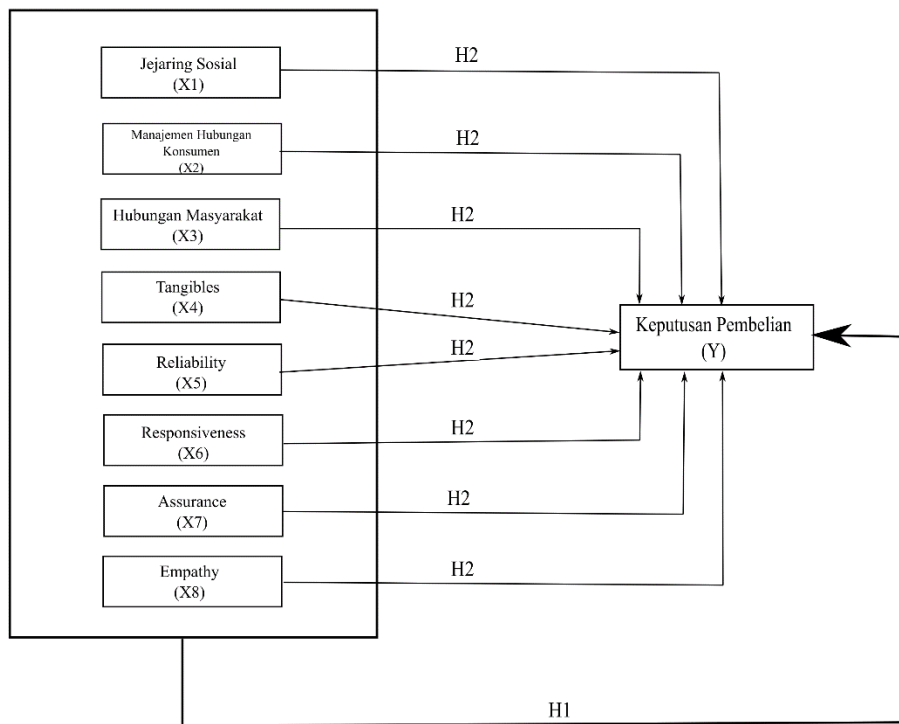 Jejaring Sosial
(X1)
H2
Manajemen Hubungan
Konsumen
(X2)
H2
Hubungan Masyarakat
(X3)
H2
Tangibles
(X4)
H2
Reliability
(X5)
H2
Responsiveness
(X6)
H2
Assurance
(X7)
H2
Empathy
(X8)
H2
Keputusan Pembelian
(Y)
H1